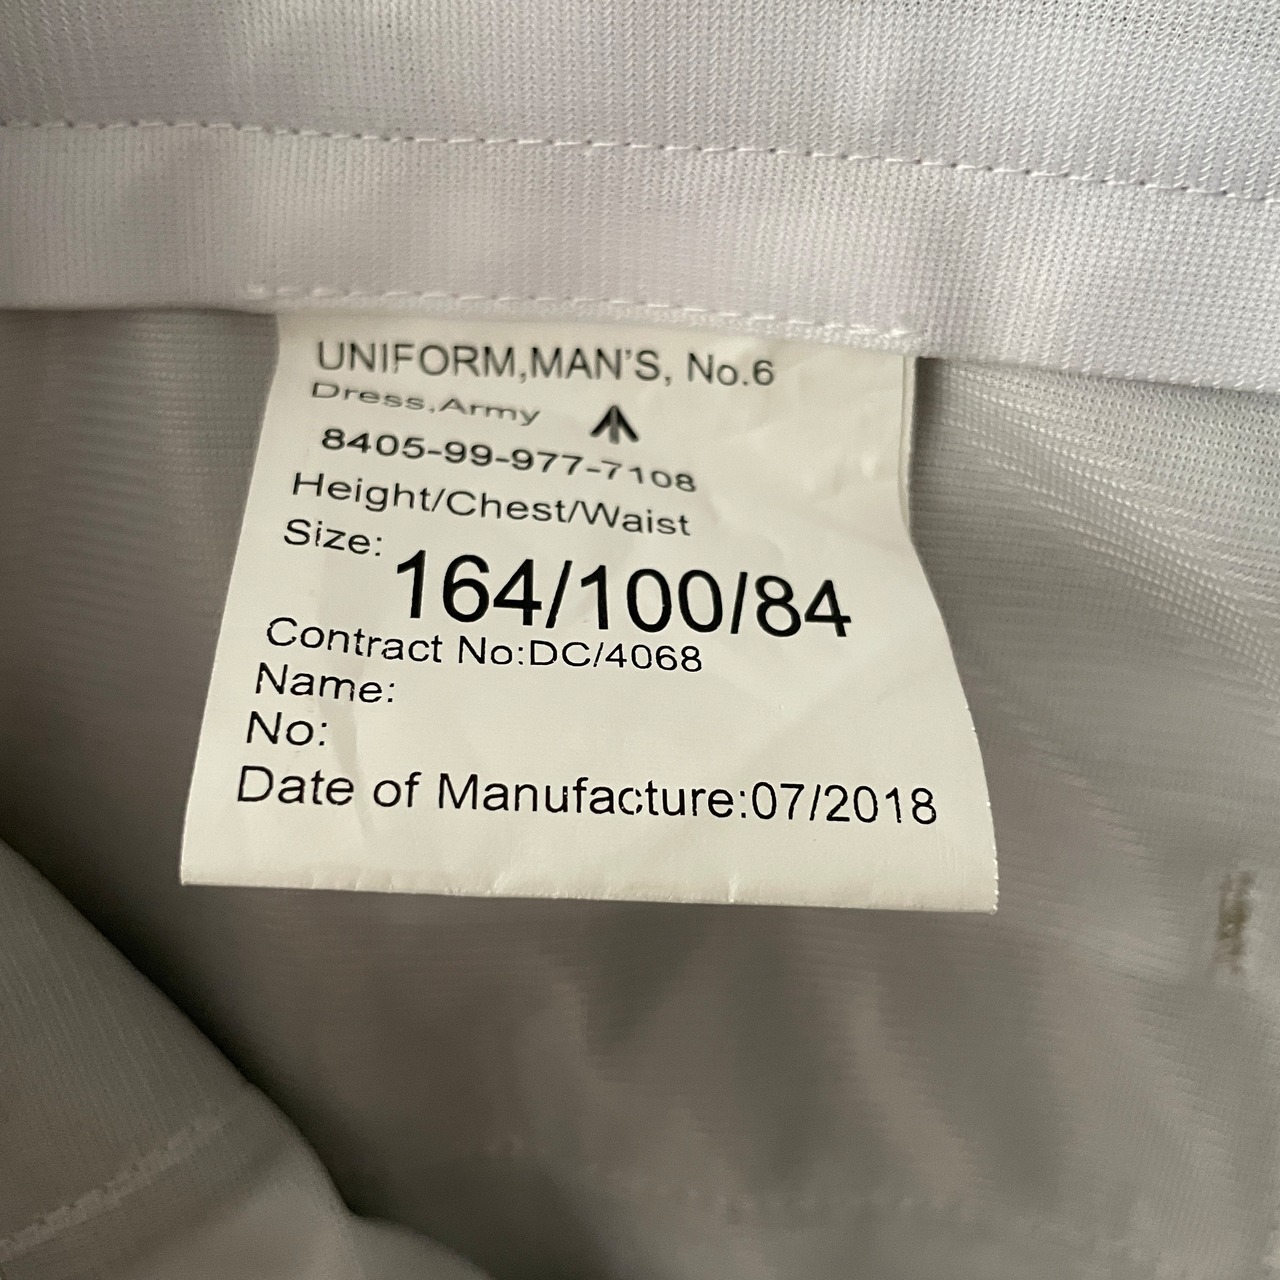 UNIFORM,MAN'S, No.6
Dress,Army
8405-99-977-7108
Height/Chest/Waist
Size: 164/100/84
Contract No:DC/4068
Name:
No:
Date of Manufacture:07/2018